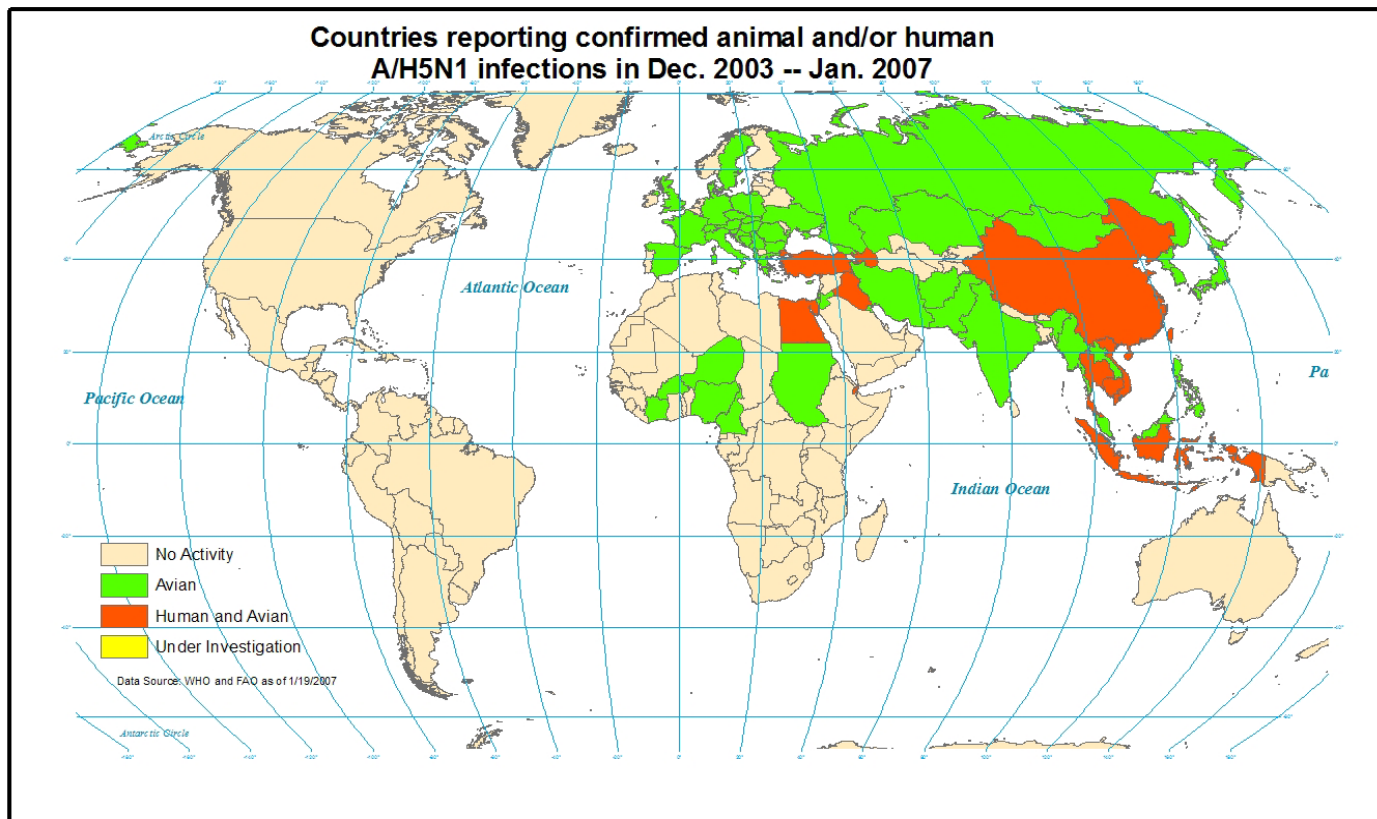 Countries reporting confirmed animal and/or human
A/H5N1 infections in Dec. 2003 -- Jan. 2007
Arctic Circle
Atlantic Ocean
Pacific Ocean
Pa
Indian Ocean
No Activity
Avian
Human and Avian
Under Investigation
Data Source: WHO and FAO as of 1/19/2007
Antarctic Circle